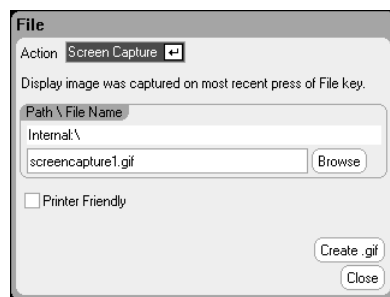 File
Action Screen Capture
Display image was captured on most recent press of File key.
Path \ File Name
Internal:\
screencapture1.gif Browse
Printer Friendly
Create .gif
Close